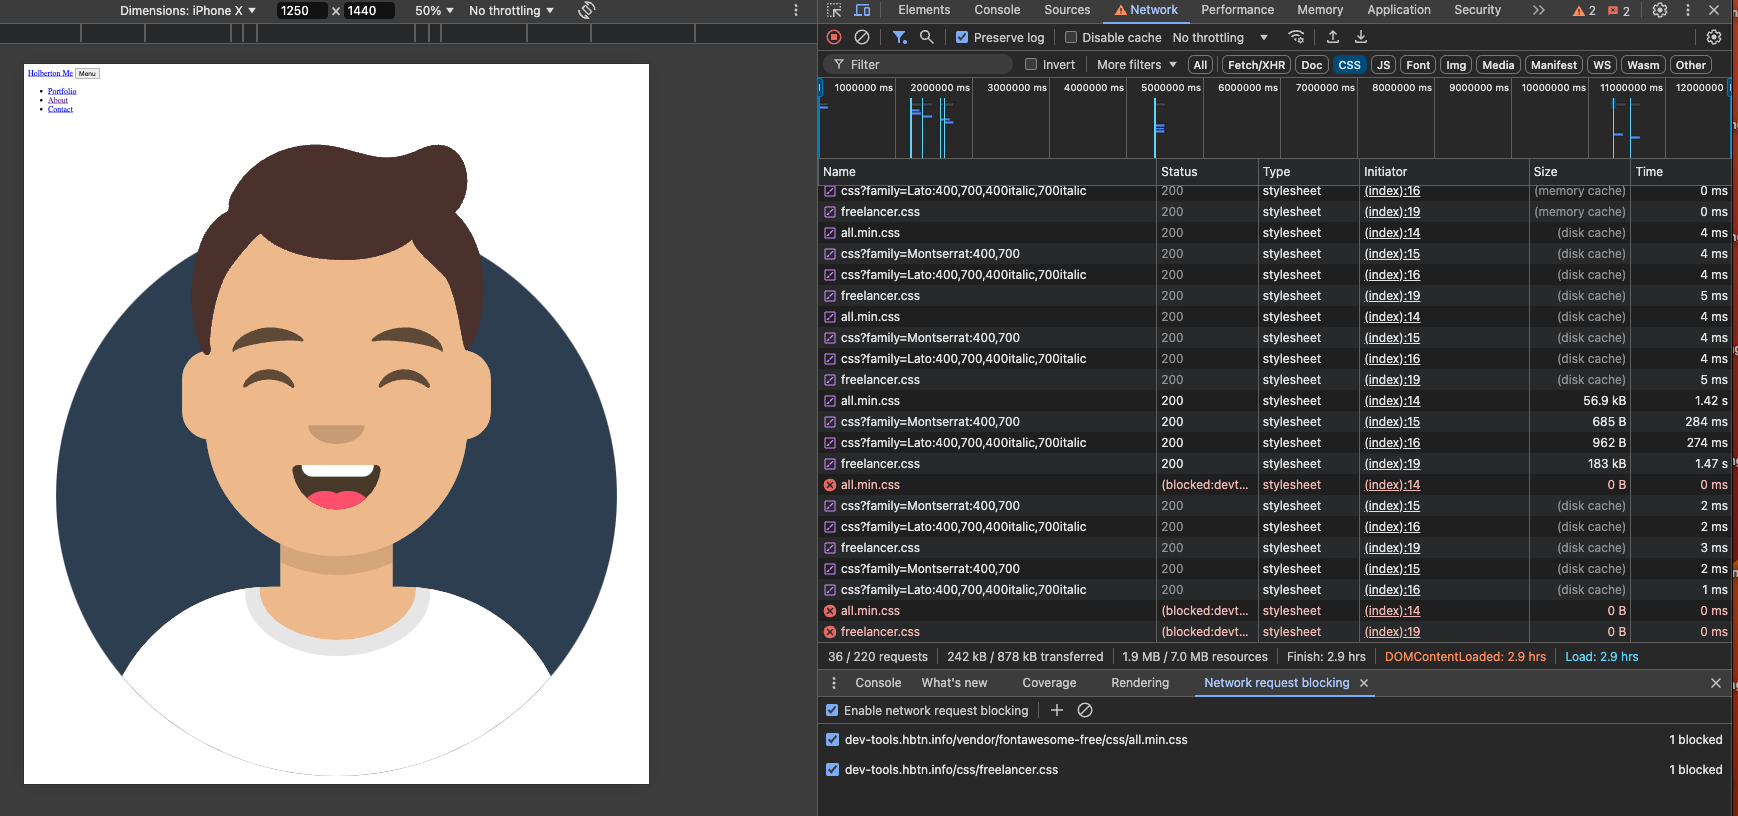 Dimensions: iPhone X 1250 × 1440 50% No throttling
Holberton Me Menu
Portfolio
About
Contact
Elements Console Sources Network Performance Memory Application Security 2 2
Preserve log Disable cache No throttling
Filter Invert More filters All Fetch/XHR Doc CSS JS Font Img Media Manifest WS Wasm Other
1000000 ms 2000000 ms 3000000 ms 4000000 ms 5000000 ms 6000000 ms 7000000 ms 8000000 ms 9000000 ms 10000000 ms 11000000 ms 12000000
Name Status Type Initiator Size Time
css?family=Lato:400,700,400italic,700italic 200 stylesheet (index):16 (memory cache) 0 ms
freelancer.css 200 stylesheet (index):19 (memory cache) 0 ms
all.min.css 200 stylesheet (index):14 (disk cache) 4 ms
css?family=Montserrat:400,700 200 stylesheet (index):15 (disk cache) 4 ms
css?family=Lato:400,700,400italic,700italic 200 stylesheet (index):16 (disk cache) 4 ms
freelancer.css 200 stylesheet (index):19 (disk cache) 5 ms
all.min.css 200 stylesheet (index):14 (disk cache) 4 ms
css?family=Montserrat:400,700 200 stylesheet (index):15 (disk cache) 4 ms
css?family=Lato:400,700,400italic,700italic 200 stylesheet (index):16 (disk cache) 4 ms
freelancer.css 200 stylesheet (index):19 (disk cache) 5 ms
all.min.css 200 stylesheet (index):14 56.9 kB 1.42 s
css?family=Montserrat:400,700 200 stylesheet (index):15 685 B 284 ms
css?family=Lato:400,700,400italic,700italic 200 stylesheet (index):16 962 B 274 ms
freelancer.css 200 stylesheet (index):19 183 kB 1.47 s
all.min.css (blocked:devt... stylesheet (index):14 0 B 0 ms
css?family=Montserrat:400,700 200 stylesheet (index):15 (disk cache) 2 ms
css?family=Lato:400,700,400italic,700italic 200 stylesheet (index):16 (disk cache) 2 ms
freelancer.css 200 stylesheet (index):19 (disk cache) 3 ms
css?family=Montserrat:400,700 200 stylesheet (index):15 (disk cache) 2 ms
css?family=Lato:400,700,400italic,700italic 200 stylesheet (index):16 (disk cache) 1 ms
all.min.css (blocked:devt... stylesheet (index):14 0 B 0 ms
freelancer.css (blocked:devt... stylesheet (index):19 0 B 0 ms
36 / 220 requests 242 kB / 878 kB transferred 1.9 MB / 7.0 MB resources Finish: 2.9 hrs DOMContentLoaded: 2.9 hrs Load: 2.9 hrs
Console What's new Coverage Rendering Network request blocking
Enable network request blocking
dev-tools.hbtn.info/vendor/fontawesome-free/css/all.min.css 1 blocked
dev-tools.hbtn.info/css/freelancer.css 1 blocked